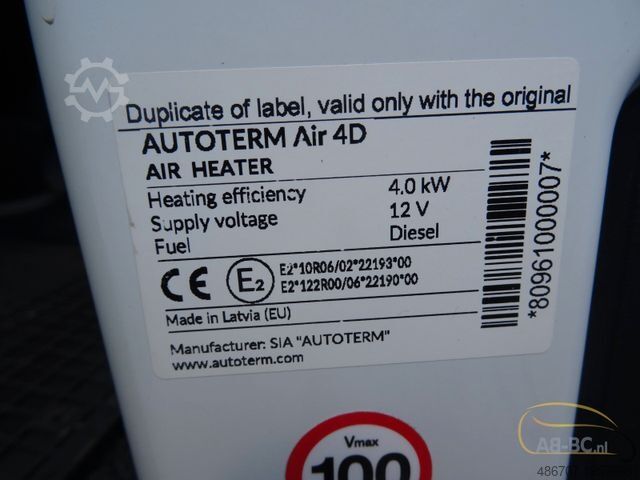 Duplicate of label, valid only with the original
AUTOTERM Air 4D
AIR HEATER
Heating efficiency 4.0 kW
Supply voltage 12 V
Fuel Diesel
CE E2 E2*10R06/02*22193*00
E2*122R00/06*22190*00
Made in Latvia (EU)
Manufacturer: SIA "AUTOTERM"
www.autoterm.com
*80961000007*
Vmax
100
AB-BC.nl